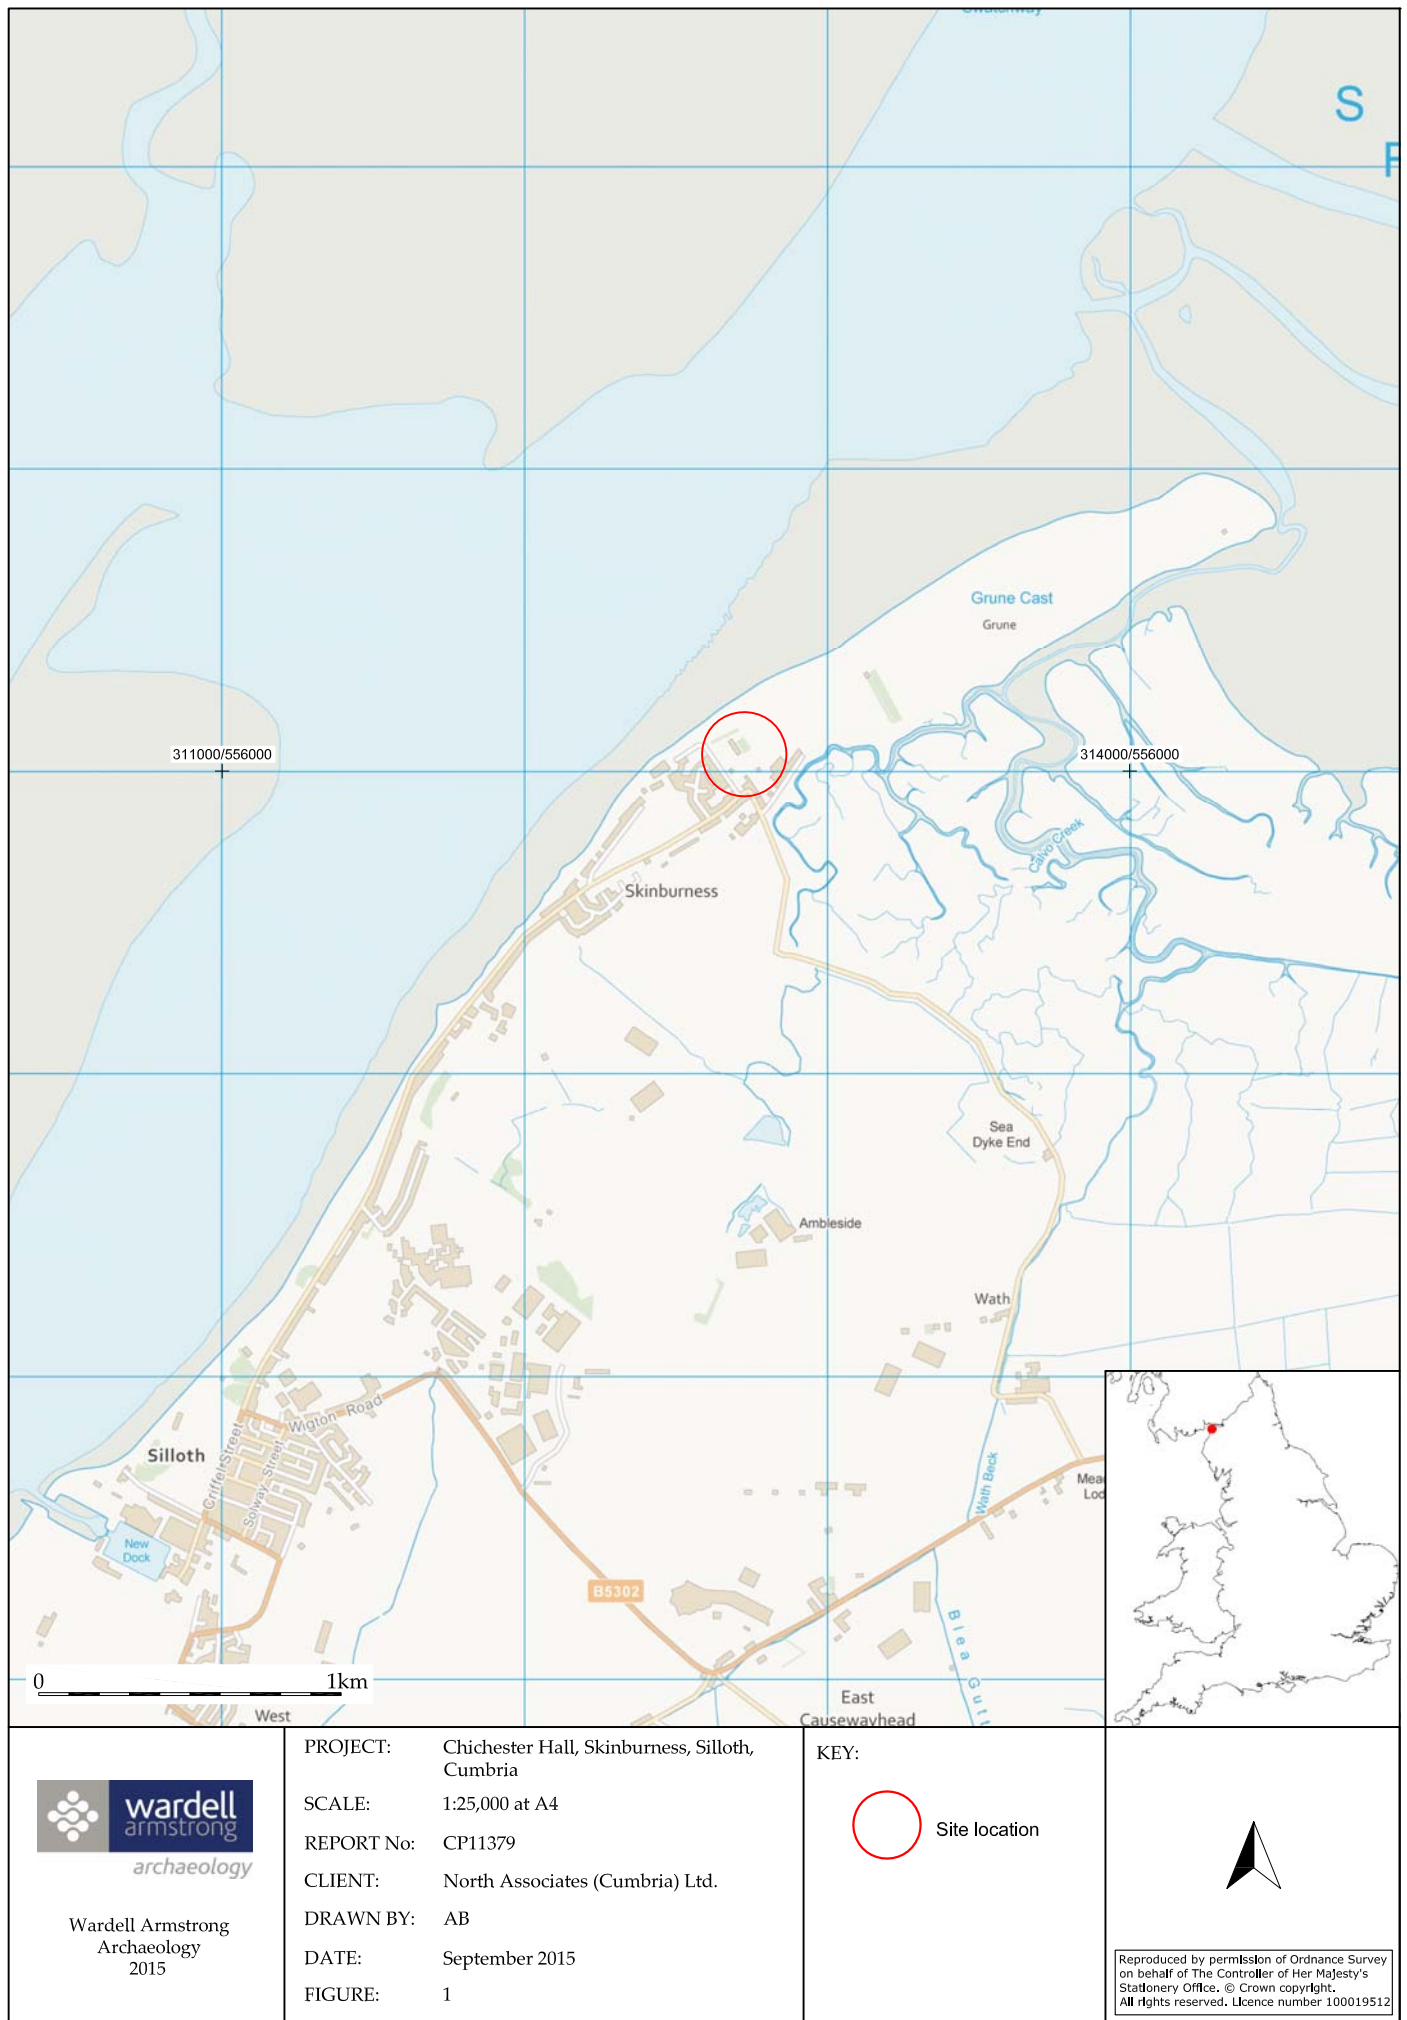 S
F
Grune Cast
Grune
311000/556000
314000/556000
Calvo Creek
Skinburness
Sea
Dyke End
Ambleside
Wath
Wigton Road
Criffel Street
Solway Street
Silloth
Wath Beck
New
Dock
B5302
Blea Gutt
0 1km
West
East
Causewayhead
wardell
armstrong
archaeology
Wardell Armstrong
Archaeology
2015
PROJECT: Chichester Hall, Skinburness, Silloth,
Cumbria
SCALE: 1:25,000 at A4
REPORT No: CP11379
CLIENT: North Associates (Cumbria) Ltd.
DRAWN BY: AB
DATE: September 2015
FIGURE: 1
KEY:
Site location
Reproduced by permission of Ordnance Survey
on behalf of The Controller of Her Majesty's
Stationery Office. © Crown copyright.
All rights reserved. Licence number 100019512